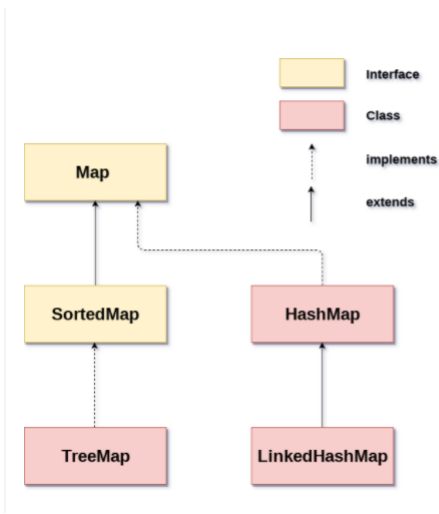 Interface
Class
implements
extends
Map
SortedMap
HashMap
TreeMap
LinkedHashMap